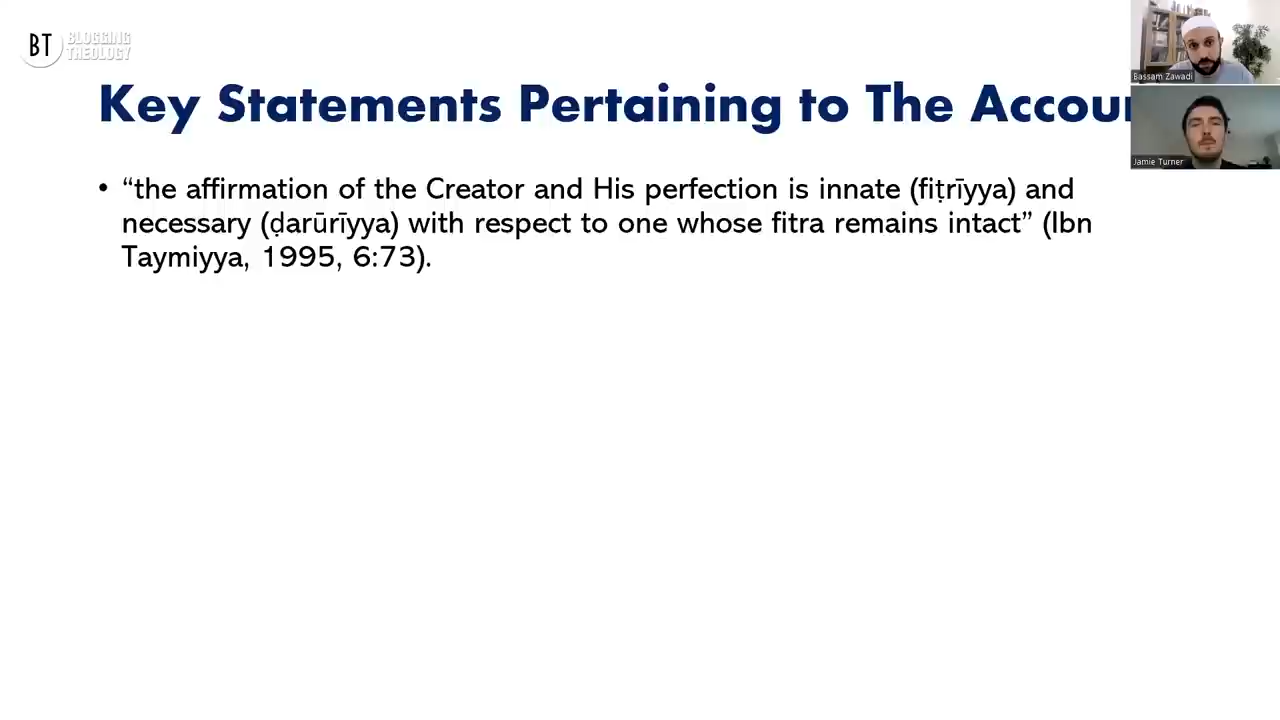 BT BLOGGING
THEOLOGY
Bassam Zawadi
Key Statements Pertaining to The Accou
Jamie Turner
• “the affirmation of the Creator and His perfection is innate (fiṭrīyya) and
necessary (ḍarūrīyya) with respect to one whose fitra remains intact” (Ibn
Taymiyya, 1995, 6:73).